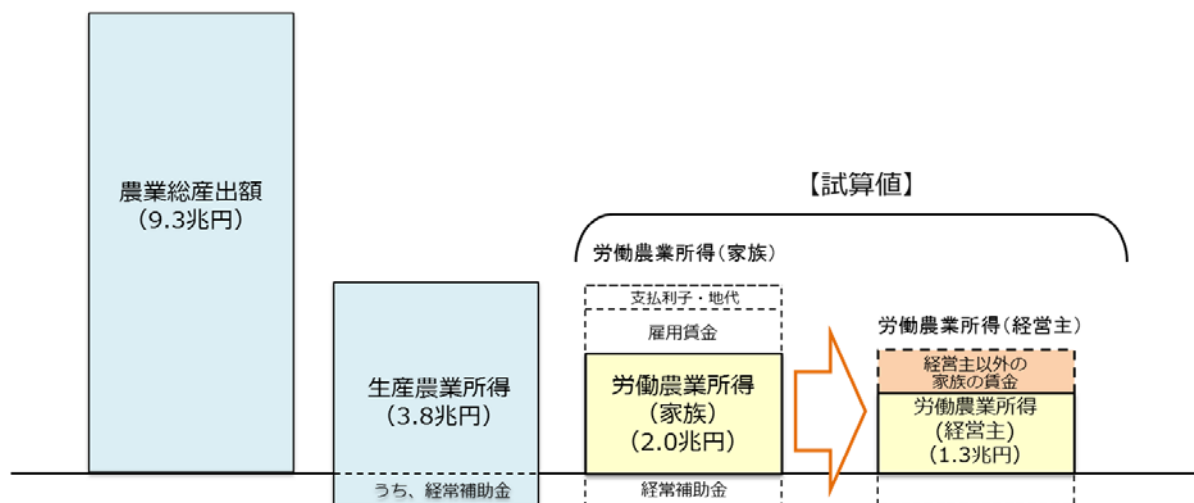 農業総産出額
（9.3兆円）
生産農業所得
（3.8兆円）
うち、経常補助金
【試算値】
労働農業所得（家族）
支払利子・地代
雇用賃金
労働農業所得
（家族）
（2.0兆円）
経常補助金
労働農業所得（経営主）
経営主以外の
家族の賃金
労働農業所得
(経営主)
（1.3兆円）